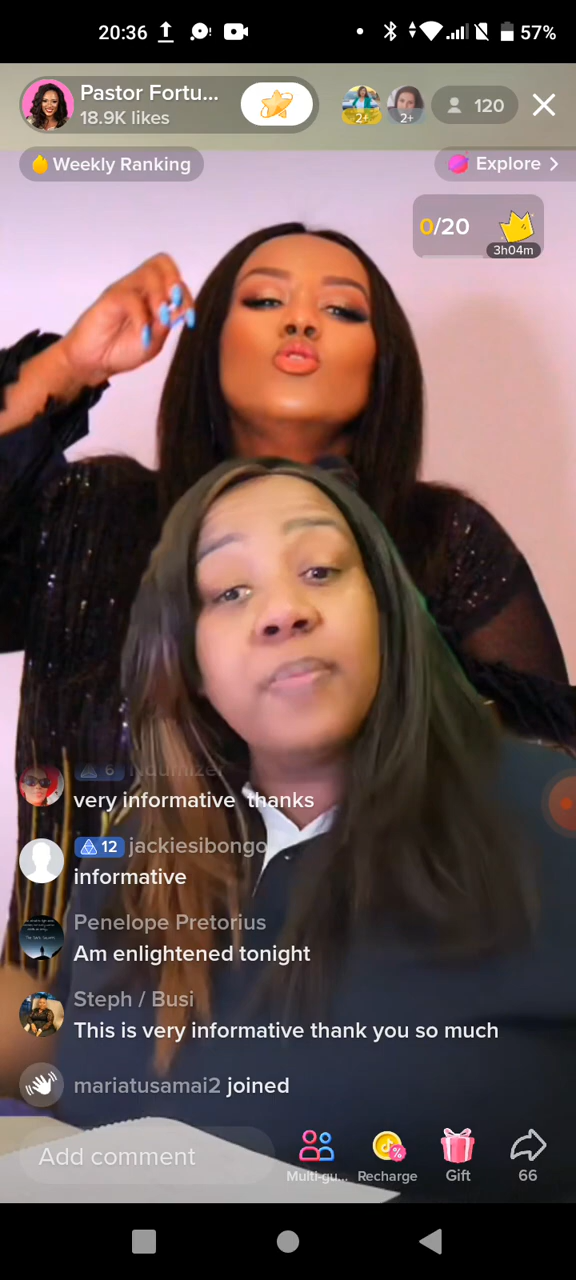 20:36
57%
Pastor Fortu...
18.9K likes
2+
2+
120
Weekly Ranking
Explore
0/20
3h04m
6 Ndumizer
very informative thanks
12 jackiesibongo
informative
Penelope Pretorius
Am enlightened tonight
Steph / Busi
This is very informative thank you so much
mariatusamai2 joined
Add comment
Multi-gu...
Recharge
Gift
66